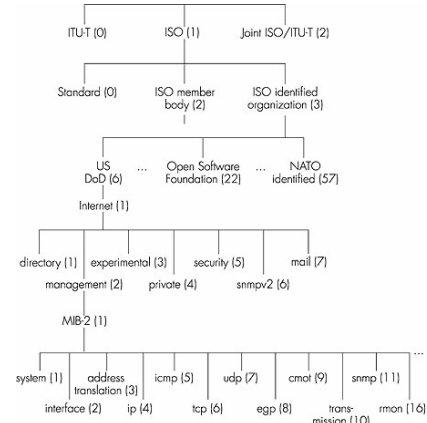 ITU-T (0) ISO (1) Joint ISO/ITU-T (2)
Standard (0) ISO member ISO identified
body (2) organization (3)
US ... Open Software ... NATO
DoD (6) Foundation (22) identified (57)
Internet (1)
directory (1) experimental (3) security (5) mail (7)
management (2) private (4) snmpv2 (6)
MIB-2 (1)
...
system (1) address icmp (5) udp (7) cmot (9) snmp (11)
translation (3)
interface (2) ip (4) tcp (6) egp (8) trans- rmon (16)
mission (10)